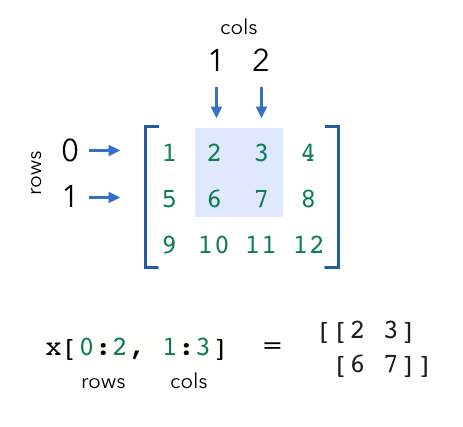 cols
1 2
rows
0
1
1 2 3 4
5 6 7 8
9 10 11 12
x[0:2, 1:3] = [[2 3]
[6 7]]
rows cols